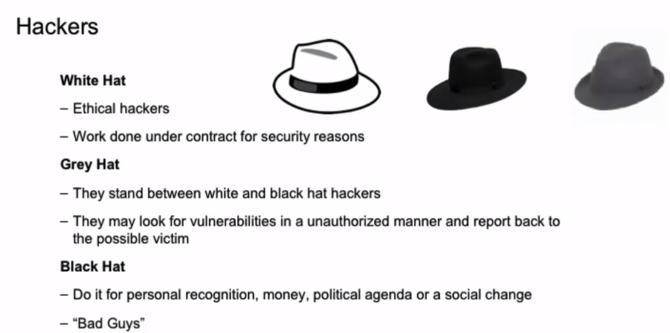 Hackers
White Hat
– Ethical hackers
– Work done under contract for security reasons
Grey Hat
– They stand between white and black hat hackers
– They may look for vulnerabilities in a unauthorized manner and report back to
the possible victim
Black Hat
– Do it for personal recognition, money, political agenda or a social change
– “Bad Guys”